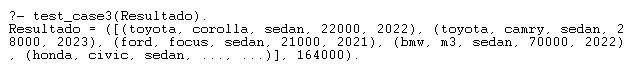 ?- test_case3(Resultado).
Resultado = ([(toyota, corolla, sedan, 22000, 2022), (toyota, camry, sedan, 2
8000, 2023), (ford, focus, sedan, 21000, 2021), (bmw, m3, sedan, 70000, 2022)
, (honda, civic, sedan, ..., ...)], 164000).